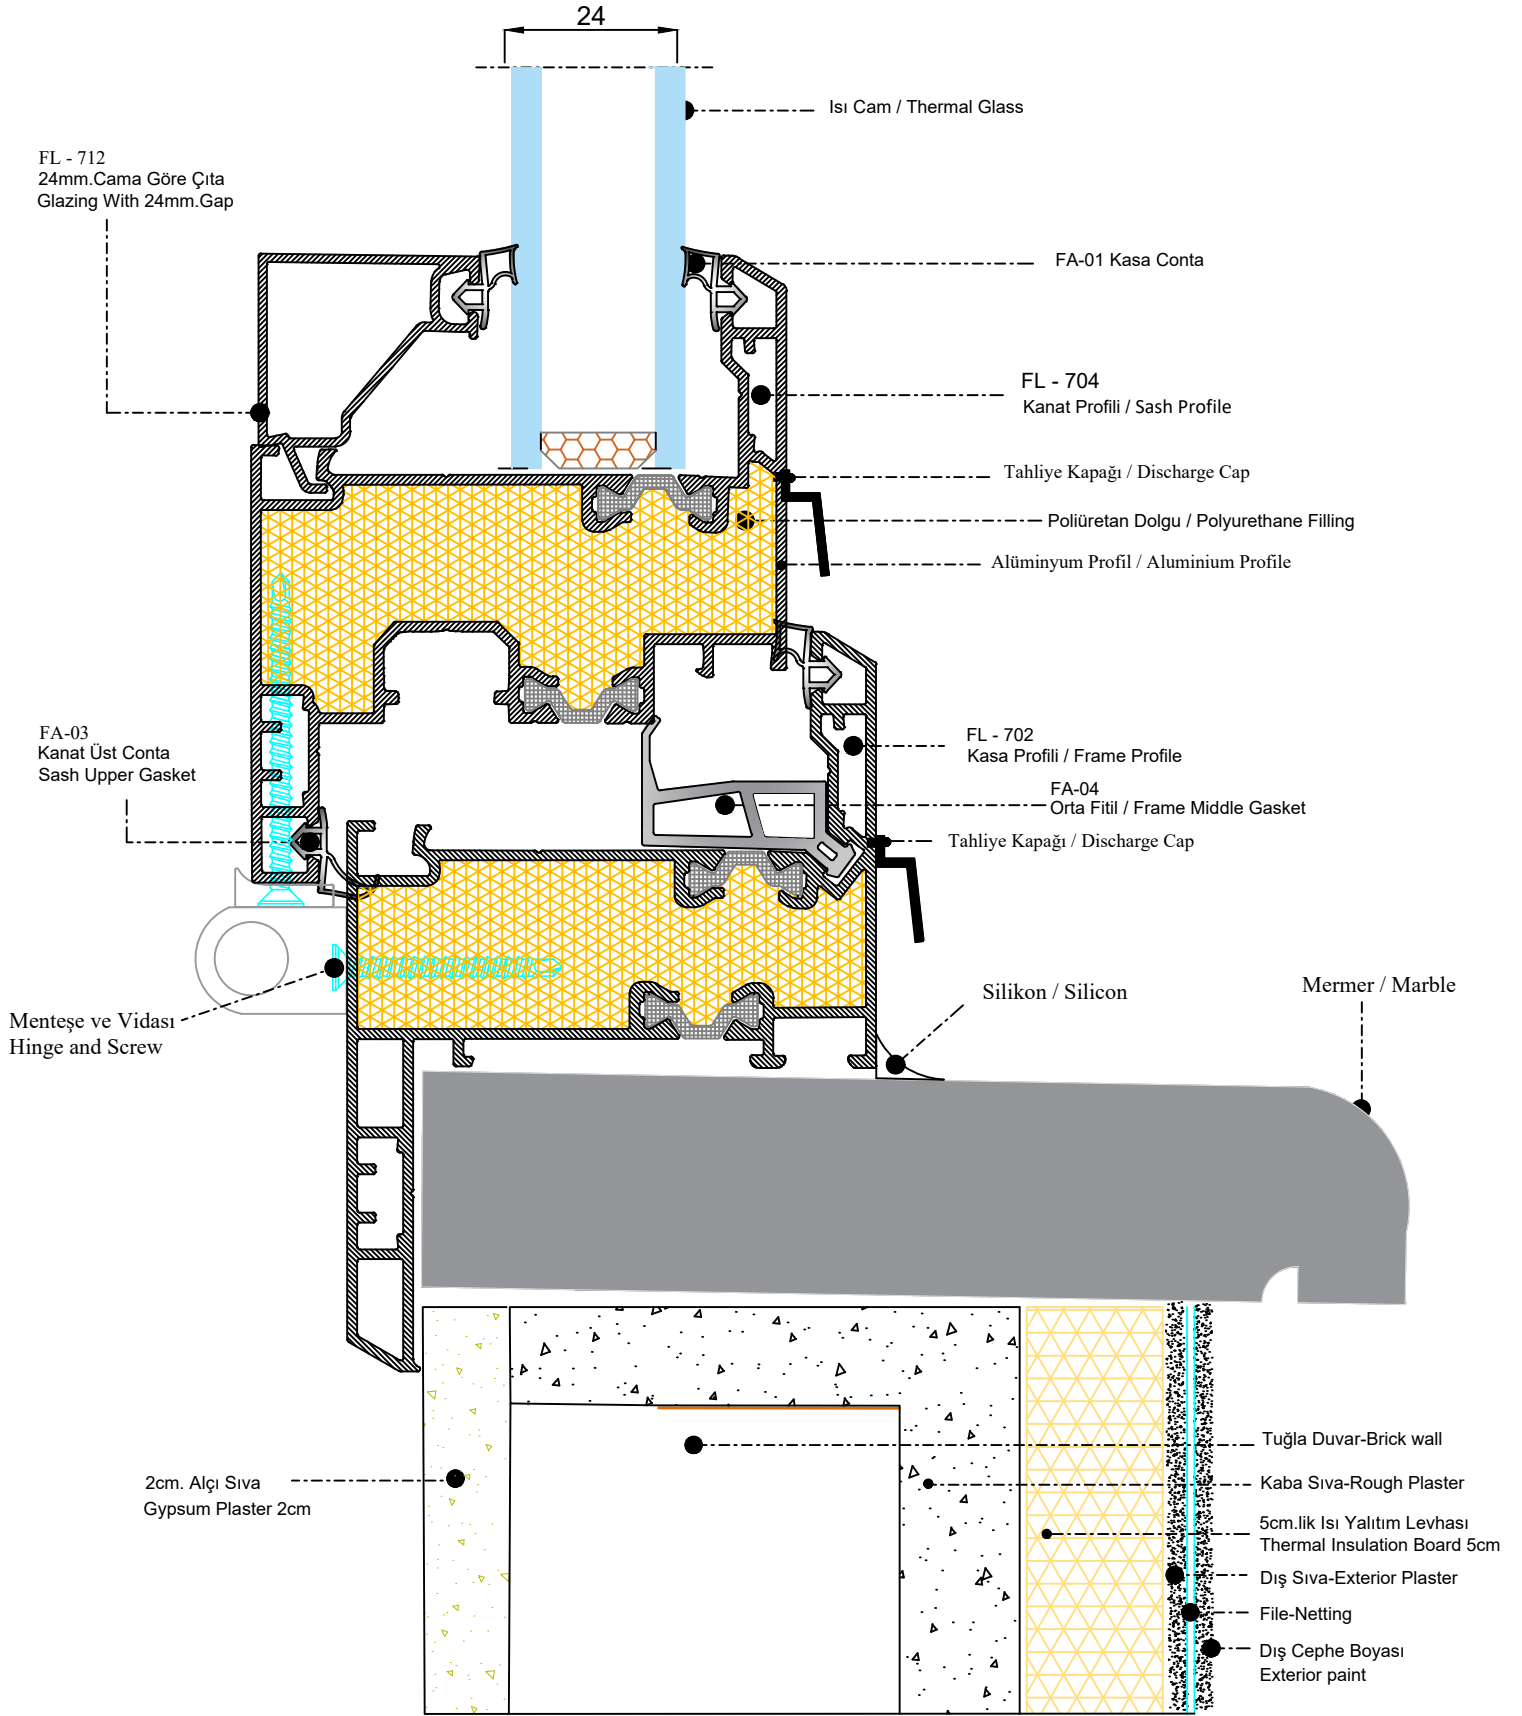 24
Isı Cam / Thermal Glass
FL - 712
24mm.Cama Göre Çıta
Glazing With 24mm.Gap
FA-01 Kasa Conta
FL - 704
Kanat Profili / Sash Profile
Tahliye Kapağı / Discharge Cap
Poliüretan Dolgu / Polyurethane Filling
Alüminyum Profil / Aluminium Profile
FA-03
Kanat Üst Conta
Sash Upper Gasket
FL - 702
Kasa Profili / Frame Profile
FA-04
Orta Fitil / Frame Middle Gasket
Tahliye Kapağı / Discharge Cap
Silikon / Silicon
Mermer / Marble
Menteşe ve Vidası
Hinge and Screw
Tuğla Duvar-Brick wall
2cm. Alçı Sıva
Gypsum Plaster 2cm
Kaba Sıva-Rough Plaster
5cm.lik Isı Yalıtım Levhası
Thermal Insulation Board 5cm
Dış Sıva-Exterior Plaster
File-Netting
Dış Cephe Boyası
Exterior paint